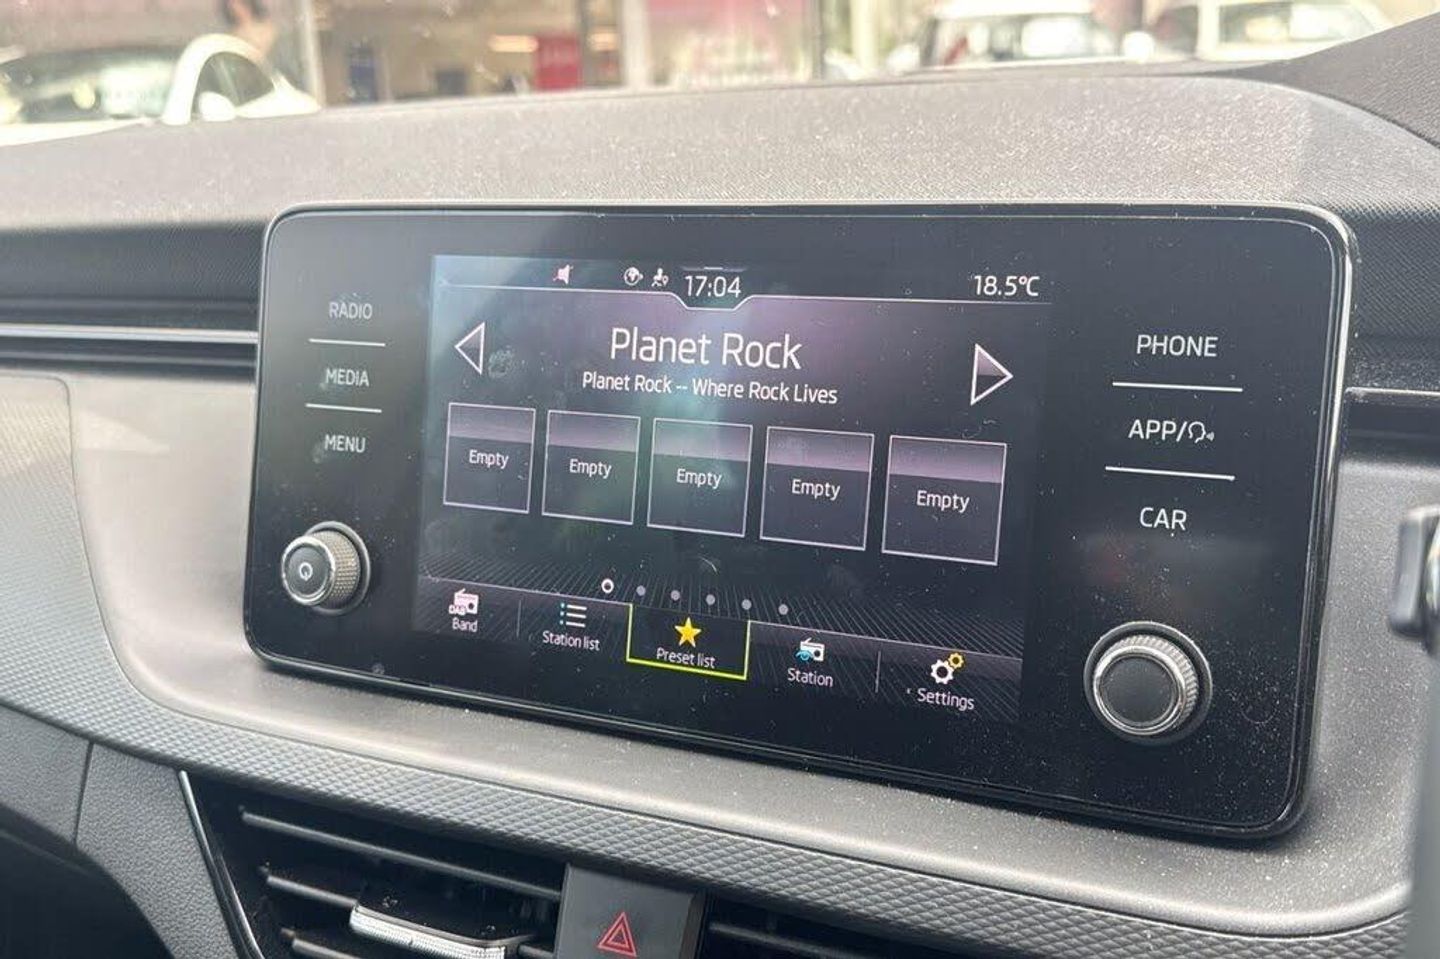 17:04
18.5°C
RADIO
MEDIA
MENU
Planet Rock
Planet Rock -- Where Rock Lives
Empty
Empty
Empty
Empty
Empty
DAB
Band
Station list
Preset list
Station
Settings
PHONE
APP/
CAR